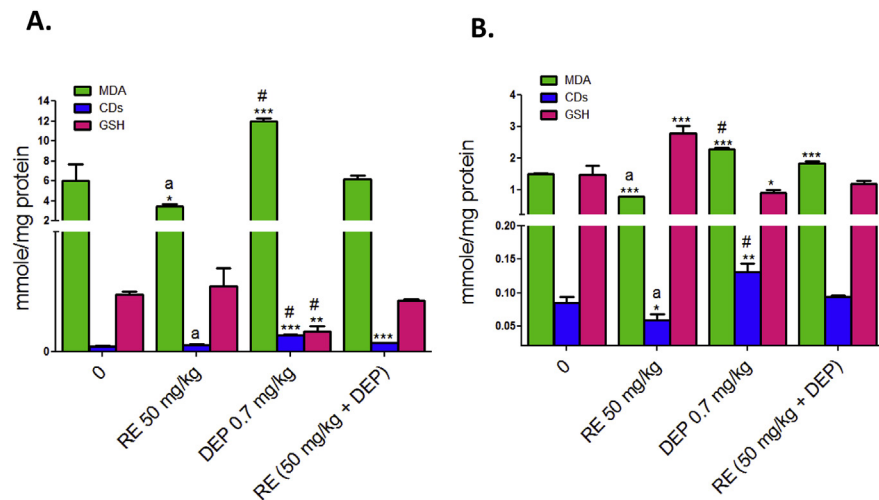 A.
MDA
CDs
GSH
mmole/mg protein
14
12
10
8
6
4
2
0
a
*
a
#
***
#
***
#
**
***
0
RE 50 mg/kg
DEP 0.7 mg/kg
RE (50 mg/kg + DEP)
B.
MDA
CDs
GSH
mmole/mg protein
4
3
2
1
0.20
0.15
0.10
0.05
a
***
a
*
***
#
***
#
**
*
***
0
RE 50 mg/kg
DEP 0.7 mg/kg
RE (50 mg/kg + DEP)